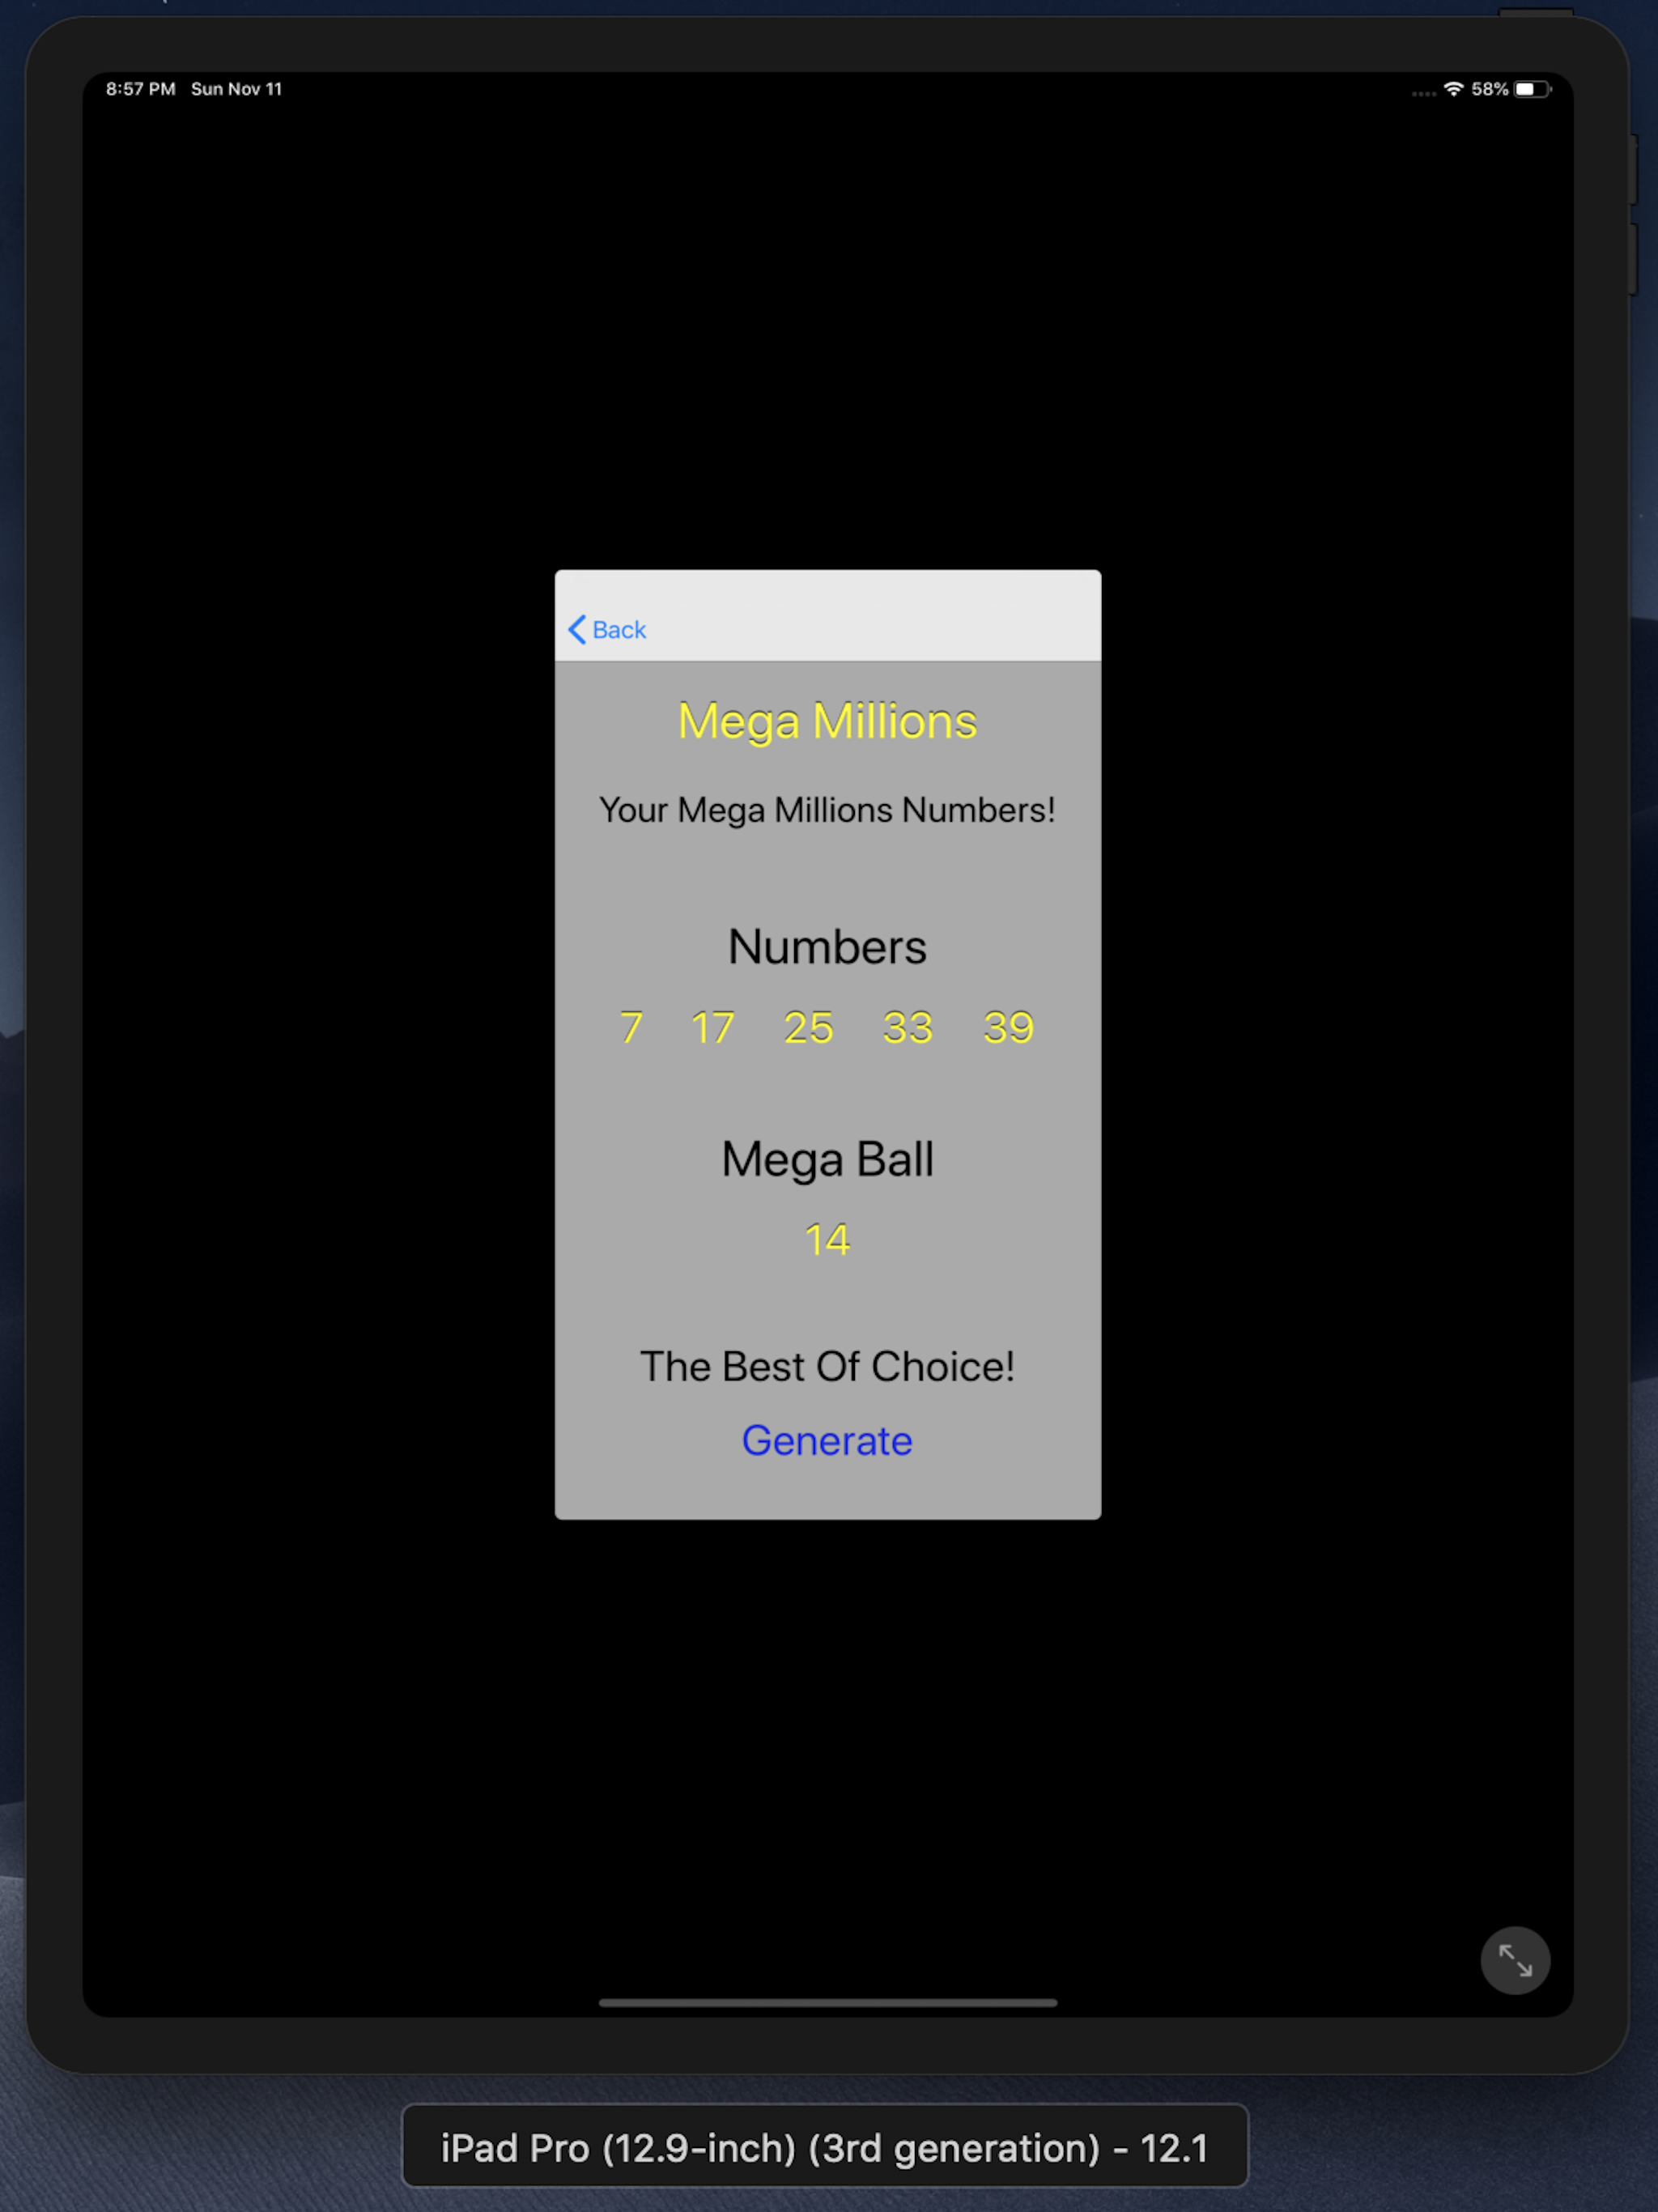 8:57 PM Sun Nov 11 58%
Back
Mega Millions
Your Mega Millions Numbers!
Numbers
7 17 25 33 39
Mega Ball
14
The Best Of Choice!
Generate
iPad Pro (12.9-inch) (3rd generation) - 12.1